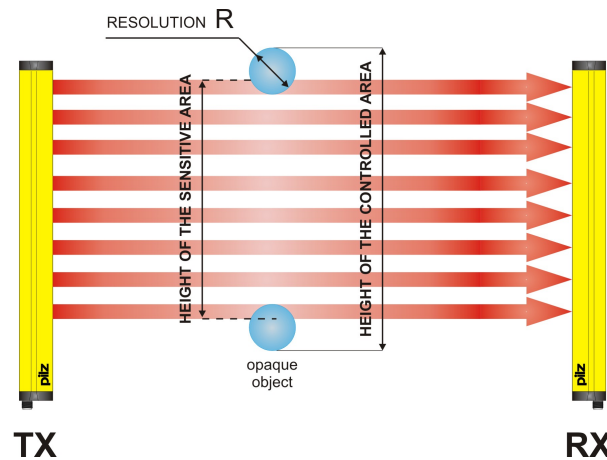 RESOLUTION R
HEIGHT OF THE SENSITIVE AREA
HEIGHT OF THE CONTROLLED AREA
opaque
object
pilz
pilz
TX
RX